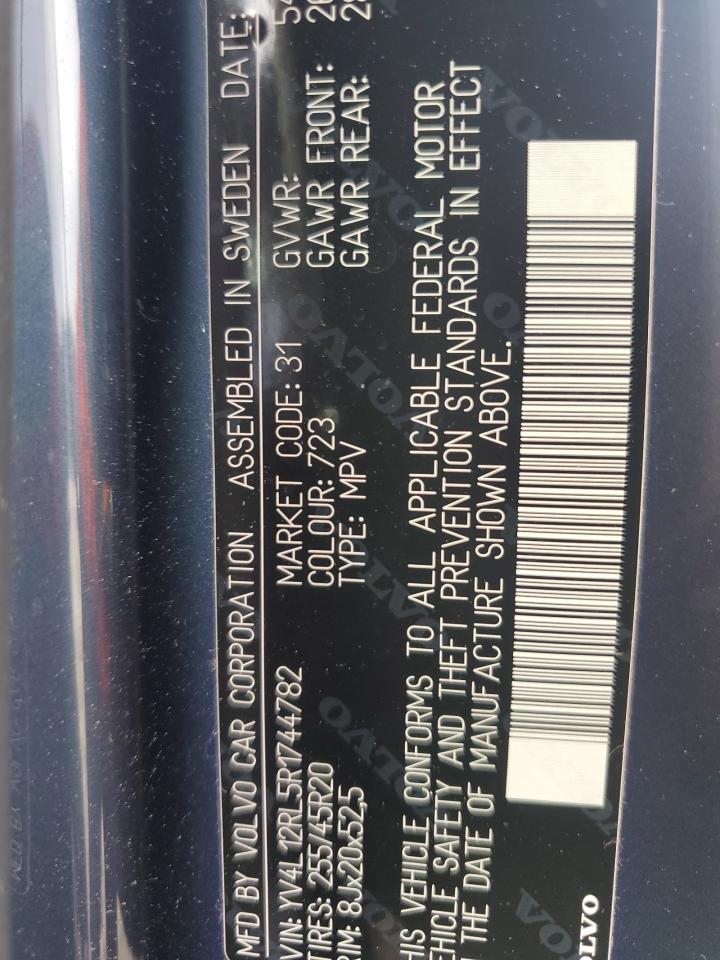 MFD BY VOLVO CAR CORPORATION ASSEMBLED IN SWEDEN DATE:
VIN: YV4L12RL5R1744782 MARKET CODE: 31 GVWR:
TIRES: 255/45R20 COLOUR: 723 GAWR FRONT:
RIM: 8Jx20x52,5 TYPE: MPV GAWR REAR:
THIS VEHICLE CONFORMS TO ALL APPLICABLE FEDERAL MOTOR
VEHICLE SAFETY AND THEFT PREVENTION STANDARDS IN EFFECT
THE DATE OF MANUFACTURE SHOWN ABOVE.
VOLVO